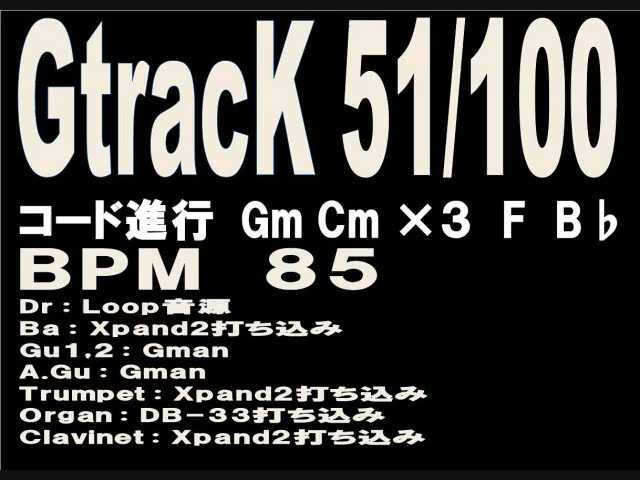 GtracK 51/100
コード進行 Gm Cm ×3 F B♭
BPM 85
Dr：Loop音源
Ba：Xpand2打ち込み
Gu1,2：Gman
A.Gu：Gman
Trumpet：Xpand2打ち込み
Organ：DB－33打ち込み
Clavinet：Xpand2打ち込み